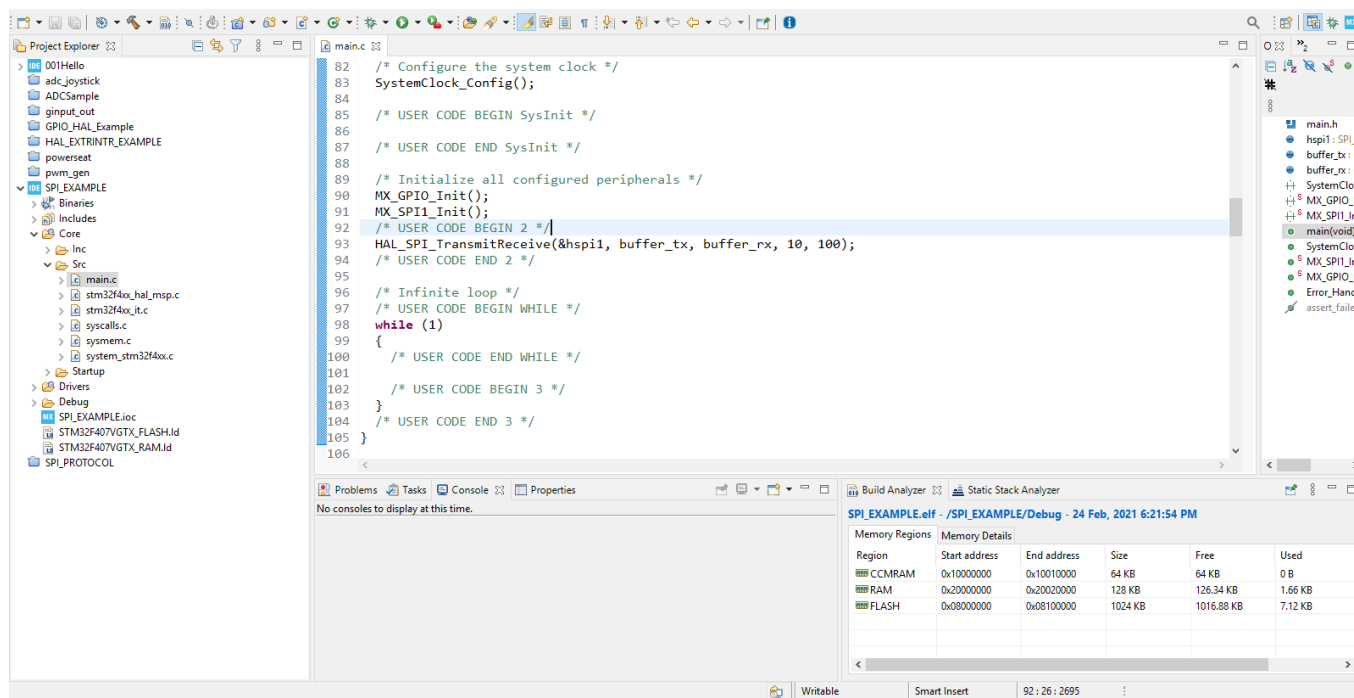 Project Explorer
001Hello
adc_joystick
ADCSample
ginput_out
GPIO_HAL_Example
HAL_EXTRINTR_EXAMPLE
powerseat
pwm_gen
IDE SPI_EXAMPLE
Binaries
Includes
Core
Inc
Src
main.c
stm32f4xx_hal_msp.c
stm32f4xx_it.c
syscalls.c
sysmem.c
system_stm32f4xx.c
Startup
Drivers
Debug
MX SPI_EXAMPLE.ioc
STM32F407VGTX_FLASH.ld
STM32F407VGTX_RAM.ld
SPI_PROTOCOL
main.c
82 /* Configure the system clock */
83 SystemClock_Config();
84
85 /* USER CODE BEGIN SysInit */
86
87 /* USER CODE END SysInit */
88
89 /* Initialize all configured peripherals */
90 MX_GPIO_Init();
91 MX_SPI1_Init();
92 /* USER CODE BEGIN 2 */
93 HAL_SPI_TransmitReceive(&hspi1, buffer_tx, buffer_rx, 10, 100);
94 /* USER CODE END 2 */
95
96 /* Infinite loop */
97 /* USER CODE BEGIN WHILE */
98 while (1)
99 {
100 /* USER CODE END WHILE */
101
102 /* USER CODE BEGIN 3 */
103 }
104 /* USER CODE END 3 */
105 }
106
main.h
hspi1 : SPI_
buffer_tx :
buffer_rx :
SystemClo
MX_GPIO_
MX_SPI1_I
main(void)
SystemClo
MX_SPI1_I
MX_GPIO_
Error_Hand
assert_faile
Problems Tasks Console Properties
No consoles to display at this time.
Build Analyzer Static Stack Analyzer
SPI_EXAMPLE.elf - /SPI_EXAMPLE/Debug - 24 Feb, 2021 6:21:54 PM
Memory Regions Memory Details
Region Start address End address Size Free Used
CCMRAM 0x10000000 0x10010000 64 KB 64 KB 0 B
RAM 0x20000000 0x20020000 128 KB 126.34 KB 1.66 KB
FLASH 0x08000000 0x08100000 1024 KB 1016.88 KB 7.12 KB
Writable Smart Insert 92 : 26 : 2695